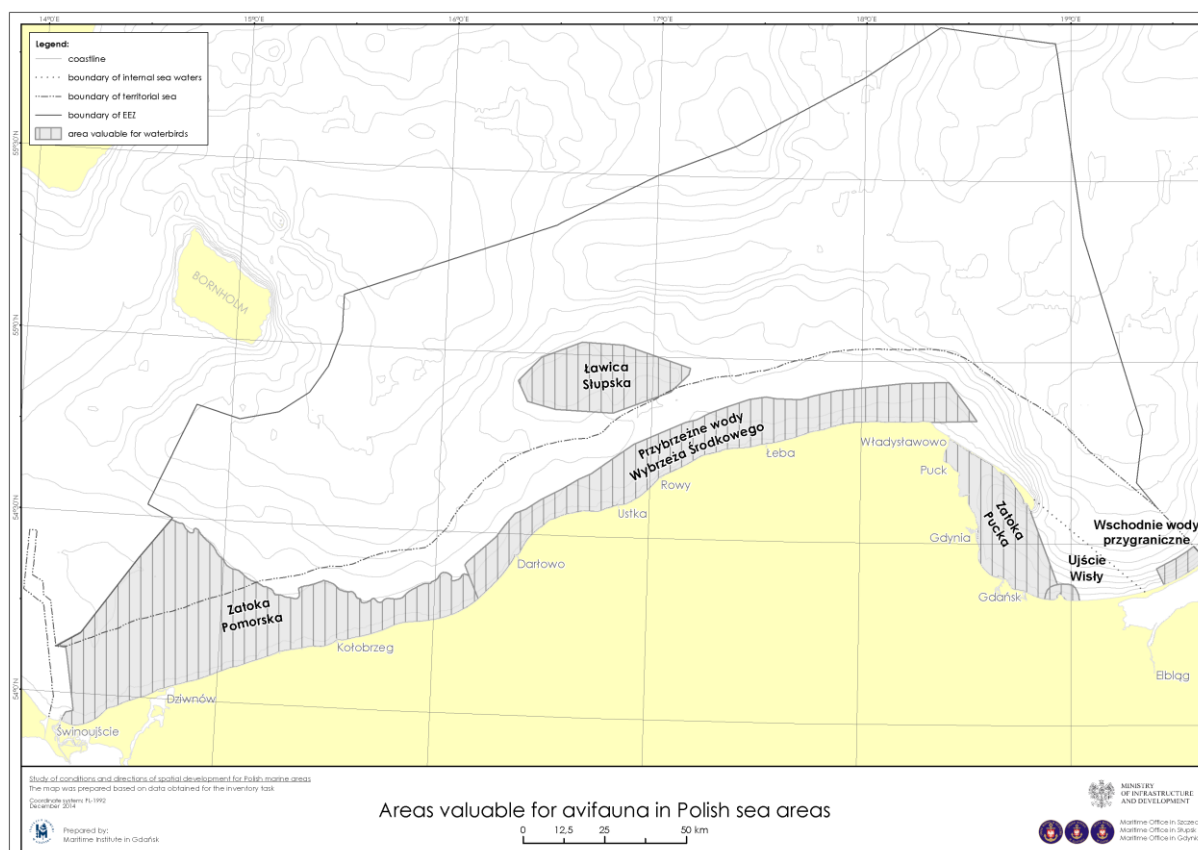 14°0'E 15°0'E 16°0'E 17°0'E 18°0'E 19°0'E
Legend:
coastline
boundary of internal sea waters
boundary of territorial sea
boundary of EEZ
area valuable for waterbirds
BORNHOLM
Ławica
Słupska
Przybrzeżne wody
Wybrzeża Środkowego
Władysławowo
Łeba
Puck
Rowy
Ustka
Zatoka
Pucka
Gdynia
Wschodnie wody
przygraniczne
Darłowo
Ujście
Wisły
Gdańsk
Zatoka
Pomorska
Kołobrzeg
Elbląg
Dziwnów
Świnoujście
Study of conditions and directions of spatial development for Polish marine areas
The map was prepared based on data obtained for the inventory task
Coordinate system: PL-1992
December 2014
Prepared by:
Maritime Institute in Gdańsk
Areas valuable for avifauna in Polish sea areas
0 12,5 25 50 km
MINISTRY
OF INFRASTRUCTURE
AND DEVELOPMENT
Maritime Office in Szczec
Maritime Office in Słupsk
Maritime Office in Gdynia